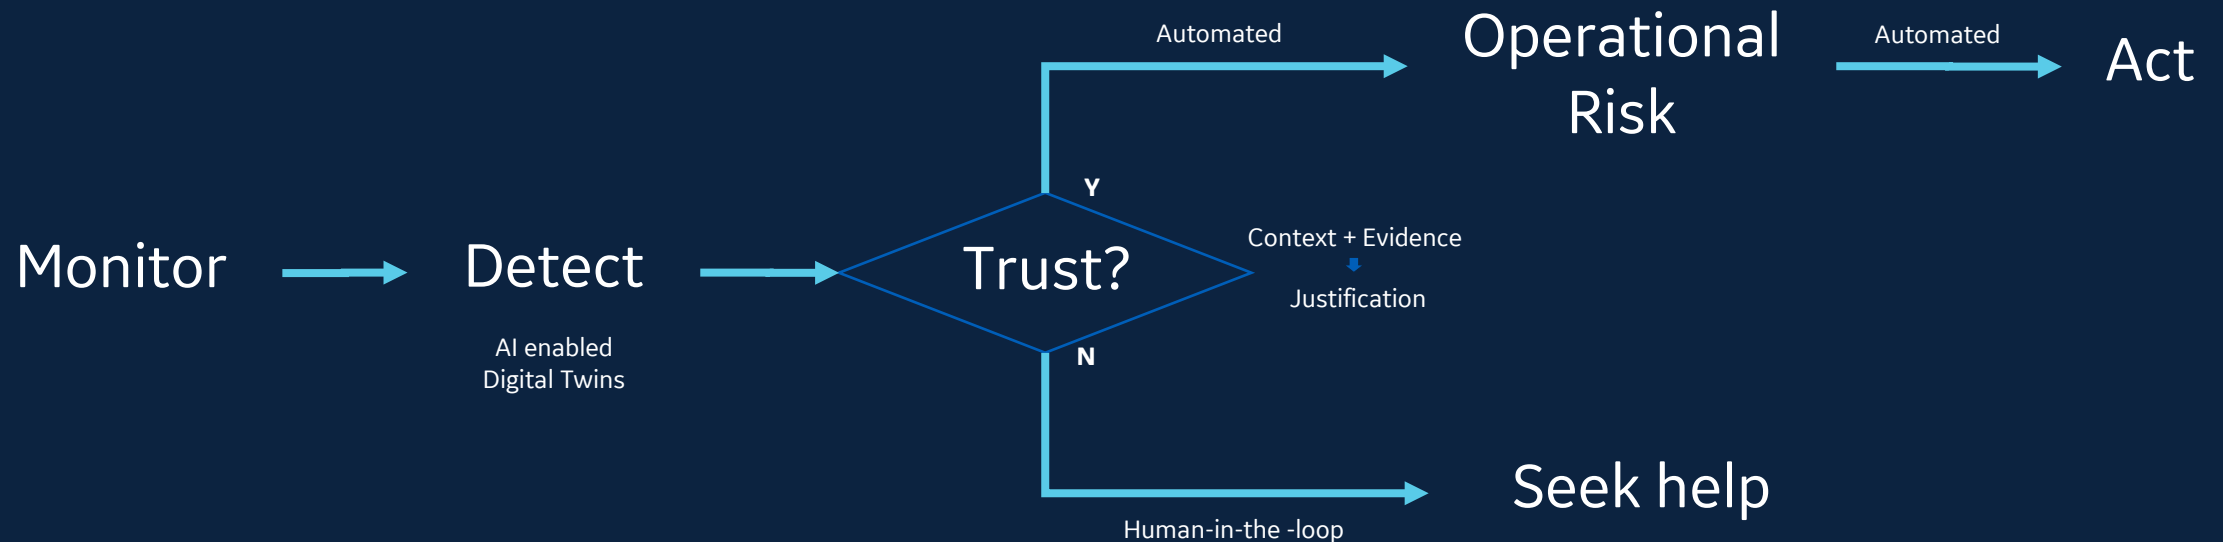 Automated
Operational
Risk
Automated
Act
Y
Monitor
Detect
Trust?
Context + Evidence
Justification
AI enabled
Digital Twins
N
Seek help
Human-in-the -loop